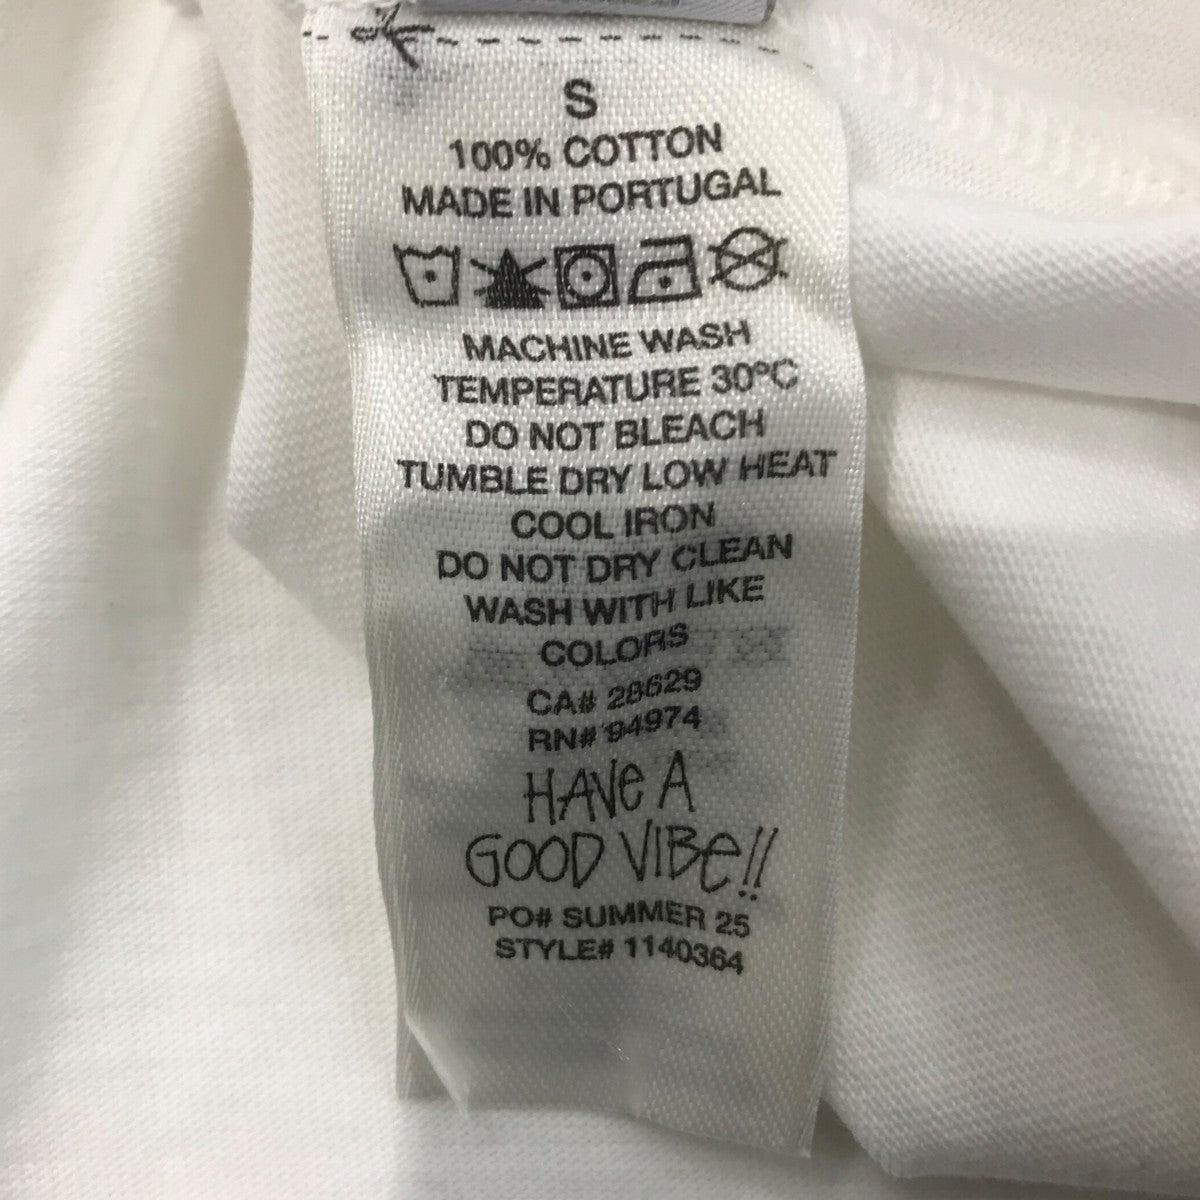 S
100% COTTON
MADE IN PORTUGAL
MACHINE WASH
TEMPERATURE 30°C
DO NOT BLEACH
TUMBLE DRY LOW HEAT
COOL IRON
DO NOT DRY CLEAN
WASH WITH LIKE
COLORS
CA# 28629
RN# 94974
HAVE A
GOOD VIBE!!
PO# SUMMER 25
STYLE# 1140364